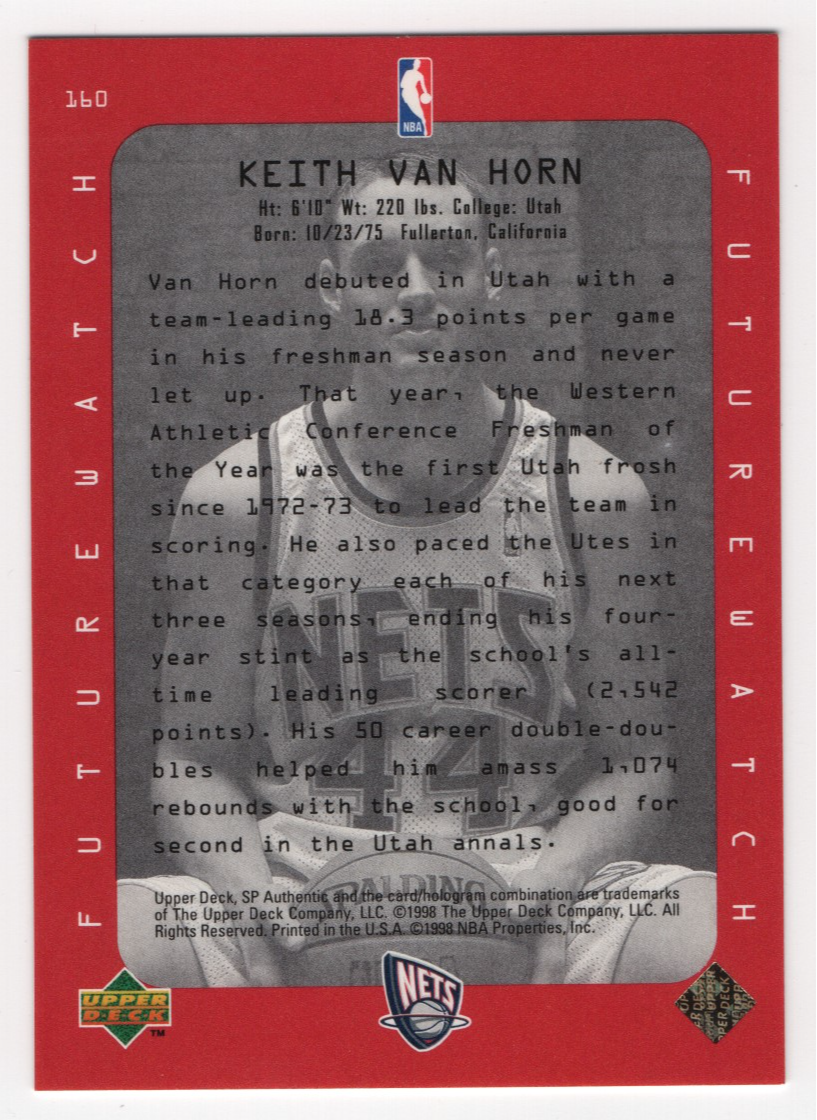 160
NBA
FUTUREWATCH
FUTUREWATCH
KEITH VAN HORN
Ht: 6'10" Wt: 220 lbs. College: Utah
Born: 10/23/75 Fullerton, California
Van Horn debuted in Utah with a
team-leading 18.3 points per game
in his freshman season and never
let up. That year, the Western
Athletic Conference Freshman of
the Year was the first Utah frosh
since 1972-73 to lead the team in
scoring. He also paced the Utes in
that category each of his next
three seasons, ending his four-
year stint as the school's all-
time leading scorer (2,542
points). His 50 career double-dou-
bles helped him amass 1,074
rebounds with the school, good for
second in the Utah annals.
NETS
44
SPALDING
Upper Deck, SP Authentic and the card/hologram combination are trademarks
of The Upper Deck Company, LLC. ©1998 The Upper Deck Company, LLC. All
Rights Reserved. Printed in the U.S.A. ©1998 NBA Properties, Inc.
UPPER
D·E·C·K
TM
NETS
UPPER DECK